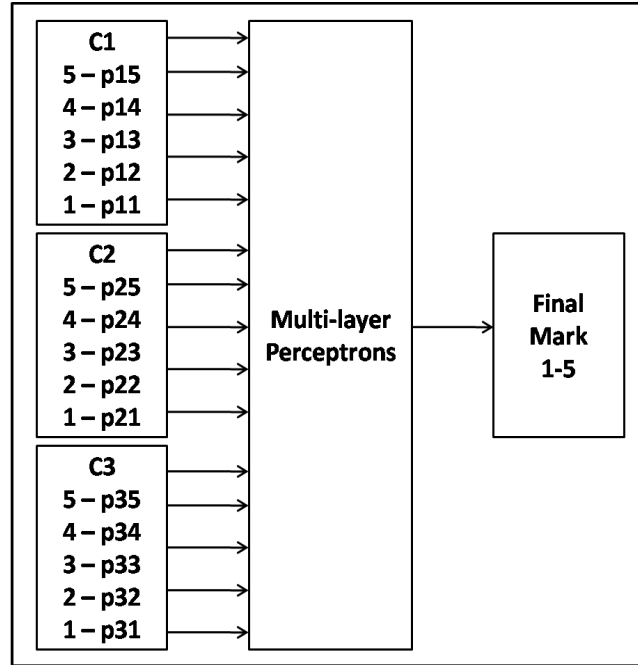 C1
5 – p15
4 – p14
3 – p13
2 – p12
1 – p11
C2
5 – p25
4 – p24
3 – p23
2 – p22
1 – p21
C3
5 – p35
4 – p34
3 – p33
2 – p32
1 – p31
Multi-layer
Perceptrons
Final
Mark
1-5